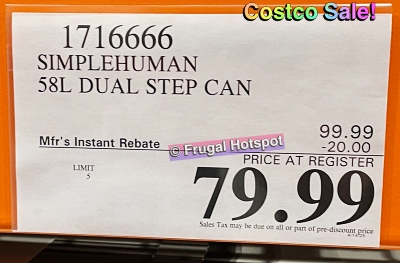 Costco Sale!
1716666
SIMPLEHUMAN
58L DUAL STEP CAN
99.99
Mfr's Instant Rebate -20.00
© Frugal Hotspot
PRICE AT REGISTER
LIMIT
5
79.99
Sales Tax may be due on all or part of pre-discount price